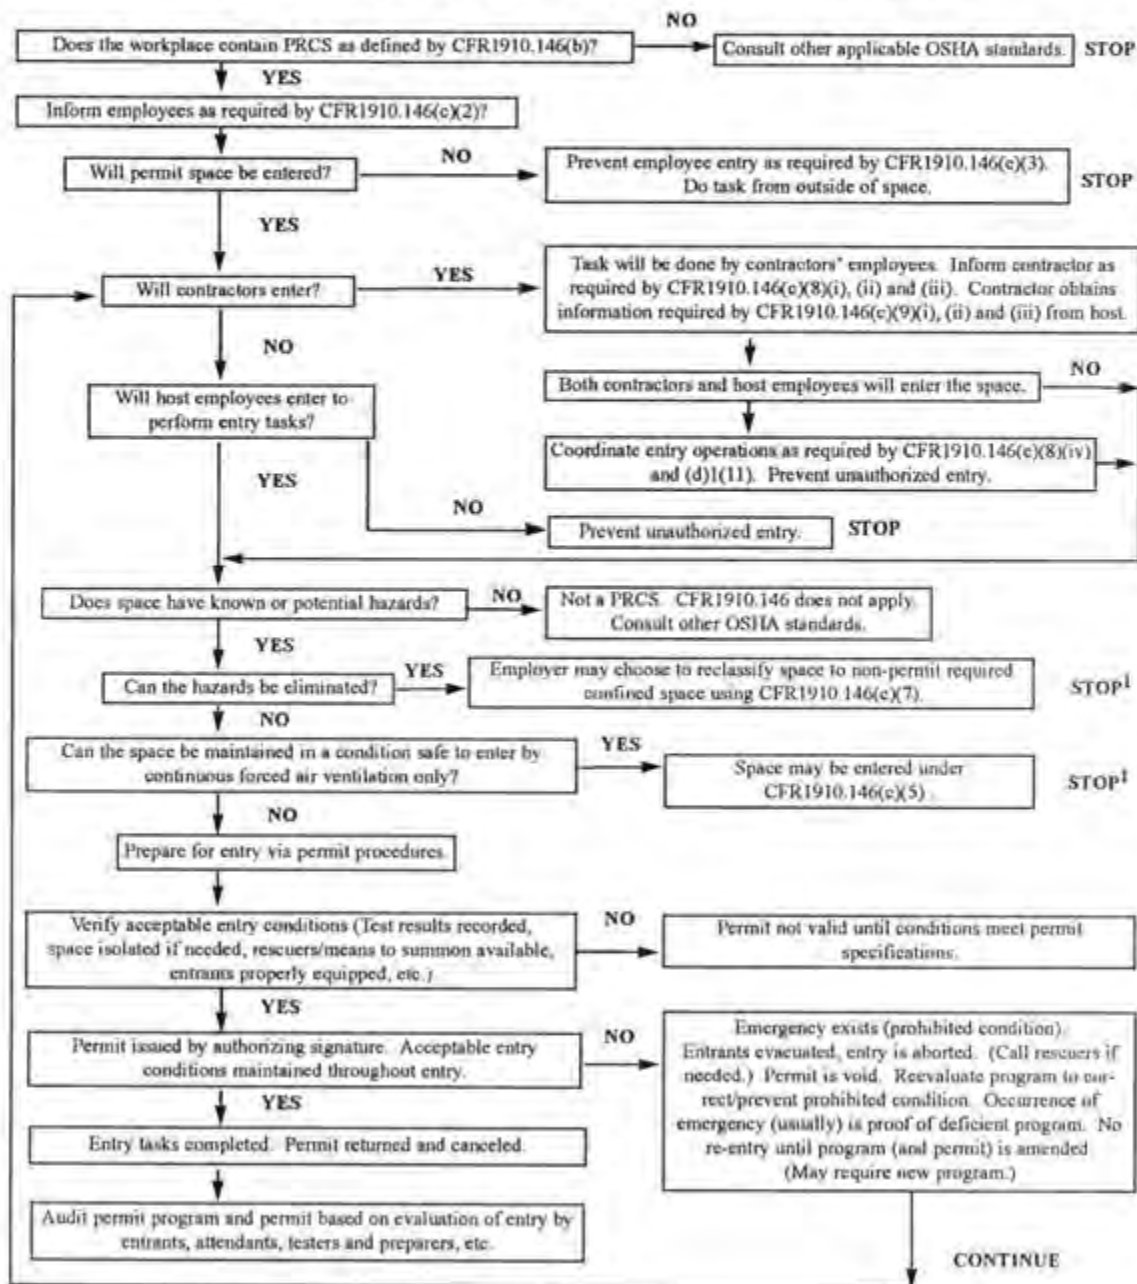 NO
Does the workplace contain PRCS as defined by CFR1910.146(b)?
Consult other applicable OSHA standards.
STOP
YES
Inform employees as required by CFR1910.146(c)(2)?
Will permit space be entered?
NO
Prevent employee entry as required by CFR1910.146(c)(3).
Do task from outside of space.
STOP
YES
Will contractors enter?
YES
Task will be done by contractors' employees. Inform contractor as
required by CFR1910.146(c)(8)(i), (ii) and (iii). Contractor obtains
information required by CFR1910.146(c)(9)(i), (ii) and (iii) from host.
NO
Both contractors and host employees will enter the space.
NO
Will host employees enter to
perform entry tasks?
Coordinate entry operations as required by CFR1910.146(c)(8)(iv)
and (d)1(11). Prevent unauthorized entry.
YES
NO
Prevent unauthorized entry.
STOP
Does space have known or potential hazards?
NO
Not a PRCS. CFR1910.146 does not apply.
Consult other OSHA standards.
YES
Can the hazards be eliminated?
YES
Employer may choose to reclassify space to non-permit required
confined space using CFR1910.146(c)(7).
STOP¹
NO
Can the space be maintained in a condition safe to enter by
continuous forced air ventilation only?
YES
Space may be entered under
CFR1910.146(c)(5) .
STOP‡
NO
Prepare for entry via permit procedures.
Verify acceptable entry conditions (Test results recorded,
space isolated if needed, rescuers/means to summon available,
entrants properly equipped, etc.)
NO
Permit not valid until conditions meet permit
specifications.
YES
Permit issued by authorizing signature. Acceptable entry
conditions maintained throughout entry.
NO
Emergency exists (prohibited condition).
Entrants evacuated, entry is aborted. (Call rescuers if
needed.) Permit is void. Reevaluate program to cor-
rect/prevent prohibited condition. Occurrence of
emergency (usually) is proof of deficient program. No
re-entry until program (and permit) is amended
(May require new program.)
YES
Entry tasks completed. Permit returned and canceled.
Audit permit program and permit based on evaluation of entry by
entrants, attendants, testers and preparers, etc.
CONTINUE